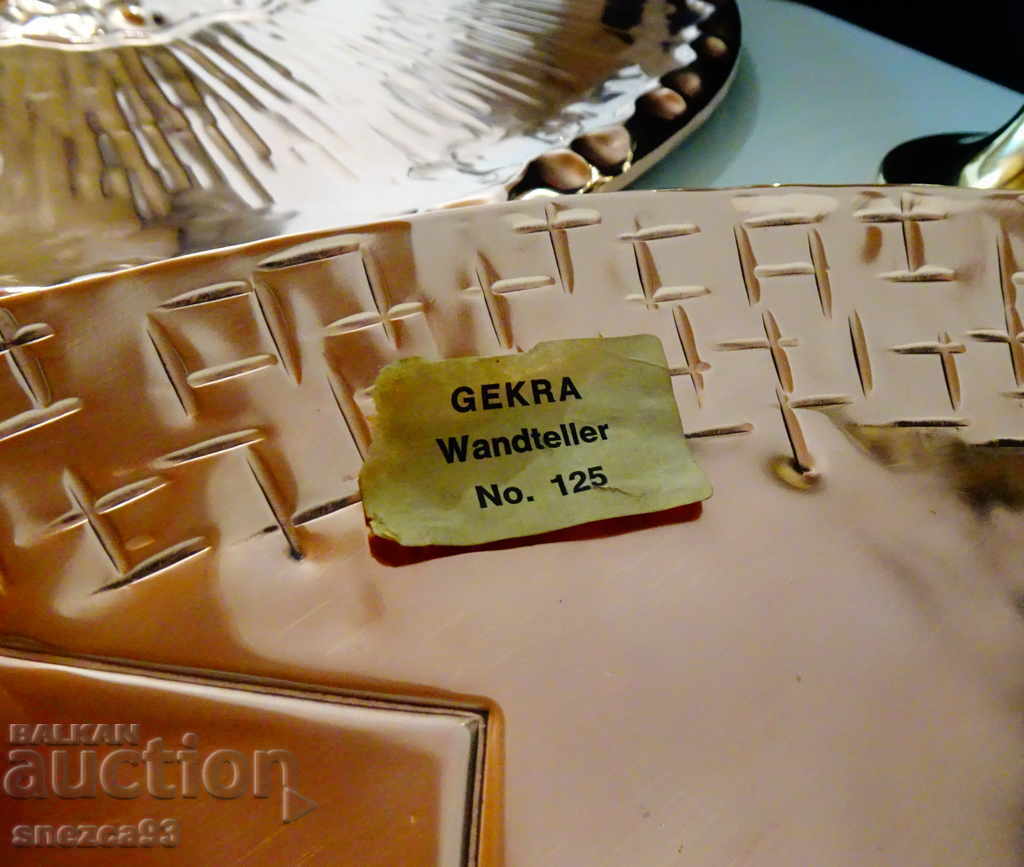 GEKRA
Wandteller
No. 125
BALKAN
auction
snezca93